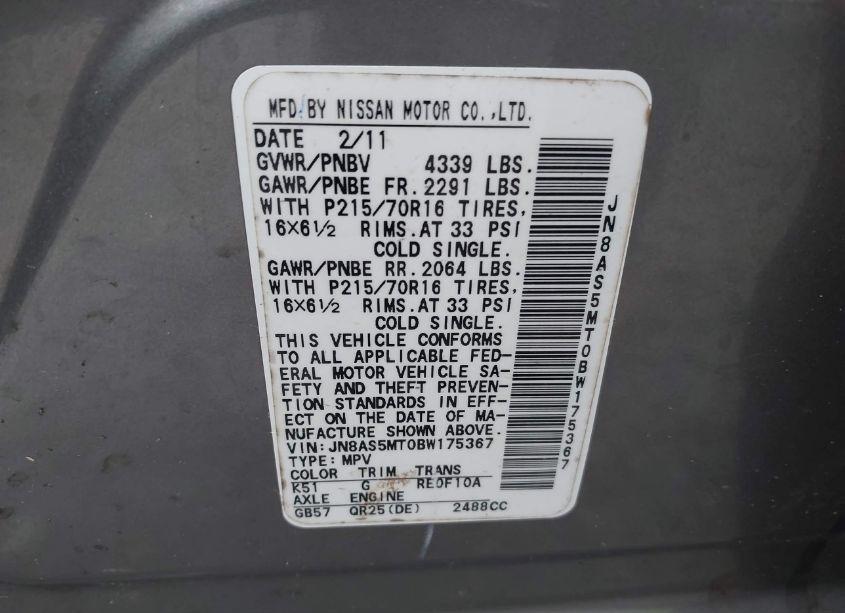 MFD. BY NISSAN MOTOR CO.,LTD.
DATE 2/11
GVWR/PNBV 4339 LBS.
GAWR/PNBE FR. 2291 LBS.
WITH P215/70R16 TIRES,
16X6½ RIMS. AT 33 PSI
COLD SINGLE.
GAWR/PNBE RR. 2064 LBS.
WITH P215/70R16 TIRES,
16X6½ RIMS. AT 33 PSI
COLD SINGLE.
THIS VEHICLE CONFORMS
TO ALL APPLICABLE FED-
ERAL MOTOR VEHICLE SA-
FETY AND THEFT PREVEN-
TION STANDARDS IN EFF-
ECT ON THE DATE OF MA-
NUFACTURE SHOWN ABOVE.
VIN: JN8AS5MT0BW175367
TYPE: MPV
COLOR TRIM TRANS
K51 G RE0F10A
AXLE ENGINE
GB57 QR25(DE) 2488CC
JN8AS5MT0BW175367